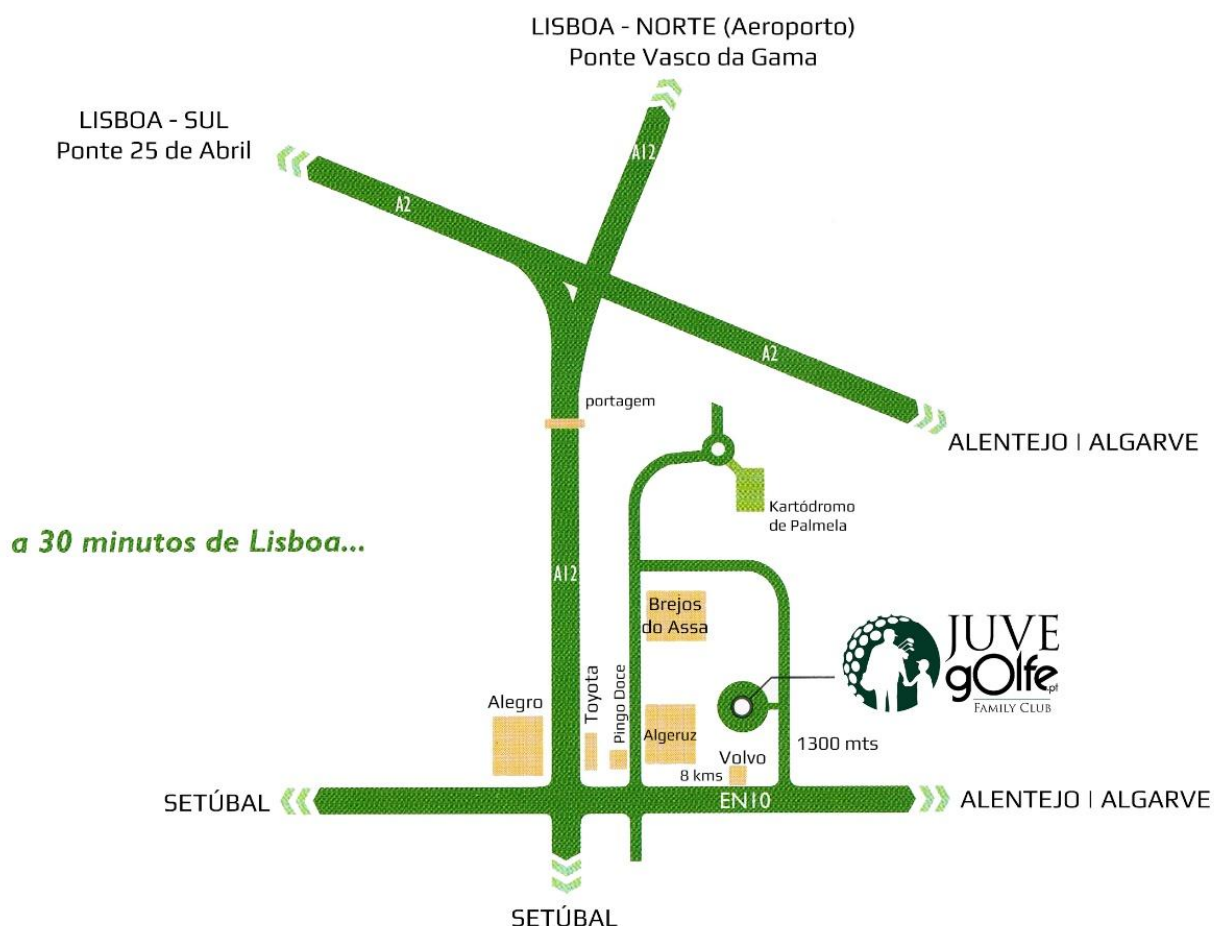 LISBOA - NORTE (Aeroporto)
Ponte Vasco da Gama
LISBOA - SUL
Ponte 25 de Abril
A12
A2
A2
portagem
ALENTEJO | ALGARVE
Kartódromo
de Palmela
a 30 minutos de Lisboa...
A12
Brejos
do Assa
JUVE
gOlfe.pt
FAMILY CLUB
Alegro
Toyota
Pingo Doce
Algeruz
1300 mts
Volvo
8 kms
SETÚBAL
EN10
ALENTEJO | ALGARVE
SETÚBAL